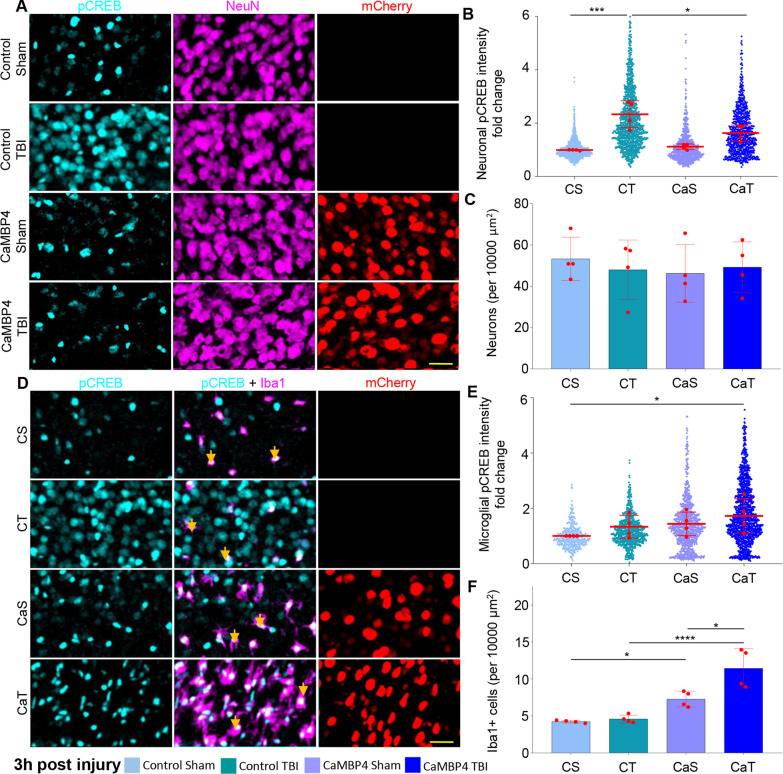 A
pCREB NeuN mCherry
Control
Sham
Control
TBI
CaMBP4
Sham
CaMBP4
TBI
B
Neuronal pCREB intensity
fold change
6
4
2
0
*** *
CS CT CaS CaT
C
Neurons (per 10000 µm²)
80
60
40
20
0
CS CT CaS CaT
D
pCREB pCREB + Iba1 mCherry
CS
CT
CaS
CaT
E
Microglial pCREB intensity
fold change
6
4
2
0
*
CS CT CaS CaT
F
Iba1+ cells (per 10000 µm²)
20
15
10
5
0
*
****
*
CS CT CaS CaT
3h post injury Control Sham Control TBI CaMBP4 Sham CaMBP4 TBI